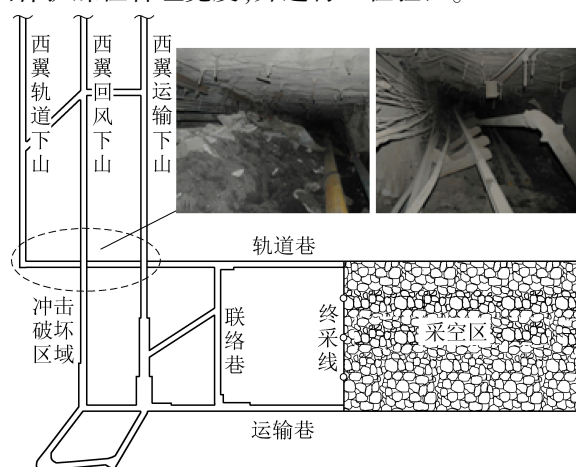 西翼轨道下山
西翼回风下山
西翼运输下山
轨道巷
冲击
破坏
区域
联络巷
终采线
采空区
运输巷